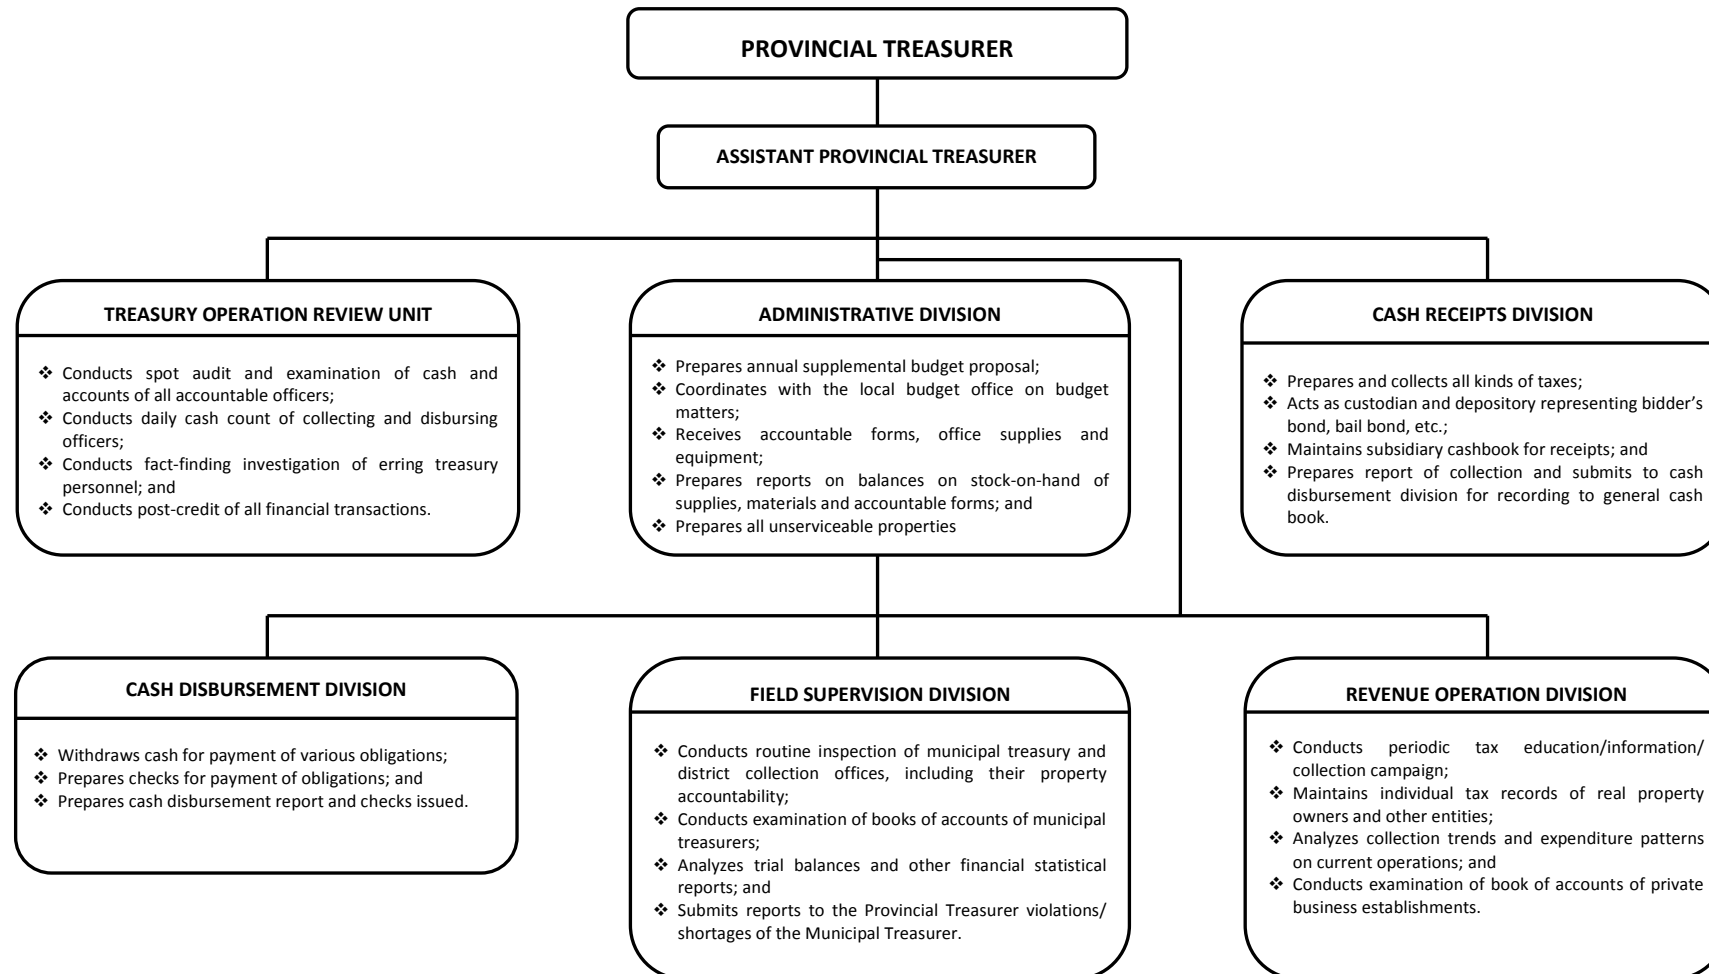 PROVINCIAL TREASURER
ASSISTANT PROVINCIAL TREASURER
TREASURY OPERATION REVIEW UNIT
❖ Conducts spot audit and examination of cash and
accounts of all accountable officers;
❖ Conducts daily cash count of collecting and disbursing
officers;
❖ Conducts fact-finding investigation of erring treasury
personnel; and
❖ Conducts post-credit of all financial transactions.
ADMINISTRATIVE DIVISION
❖ Prepares annual supplemental budget proposal;
❖ Coordinates with the local budget office on budget
matters;
❖ Receives accountable forms, office supplies and
equipment;
❖ Prepares reports on balances on stock-on-hand of
supplies, materials and accountable forms; and
❖ Prepares all unserviceable properties
CASH RECEIPTS DIVISION
❖ Prepares and collects all kinds of taxes;
❖ Acts as custodian and depository representing bidder’s
bond, bail bond, etc.;
❖ Maintains subsidiary cashbook for receipts; and
❖ Prepares report of collection and submits to cash
disbursement division for recording to general cash
book.
CASH DISBURSEMENT DIVISION
❖ Withdraws cash for payment of various obligations;
❖ Prepares checks for payment of obligations; and
❖ Prepares cash disbursement report and checks issued.
FIELD SUPERVISION DIVISION
❖ Conducts routine inspection of municipal treasury and
district collection offices, including their property
accountability;
❖ Conducts examination of books of accounts of municipal
treasurers;
❖ Analyzes trial balances and other financial statistical
reports; and
❖ Submits reports to the Provincial Treasurer violations/
shortages of the Municipal Treasurer.
REVENUE OPERATION DIVISION
❖ Conducts periodic tax education/information/
collection campaign;
❖ Maintains individual tax records of real property
owners and other entities;
❖ Analyzes collection trends and expenditure patterns
on current operations; and
❖ Conducts examination of book of accounts of private
business establishments.